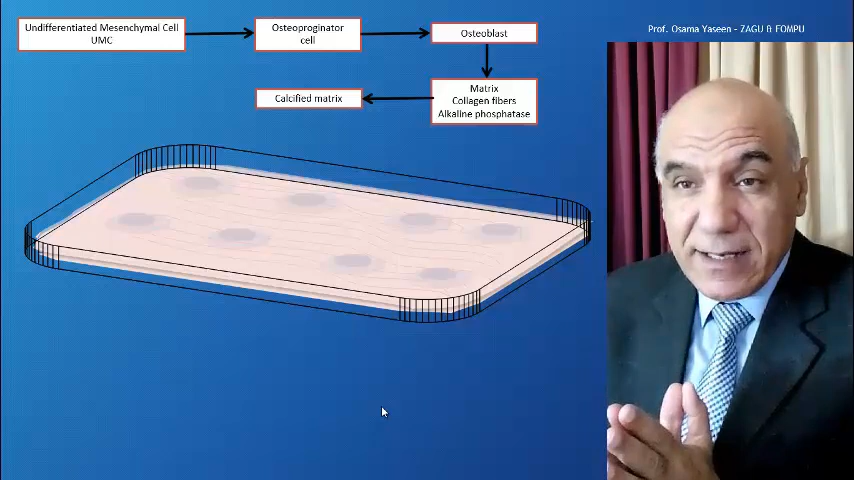 Undifferentiated Mesenchymal Cell
UMC
Osteoproginator
cell
Osteoblast
Matrix
Collagen fibers
Alkaline phosphatase
Calcified matrix
Prof. Osama Yaseen - ZAGU & FOMPU